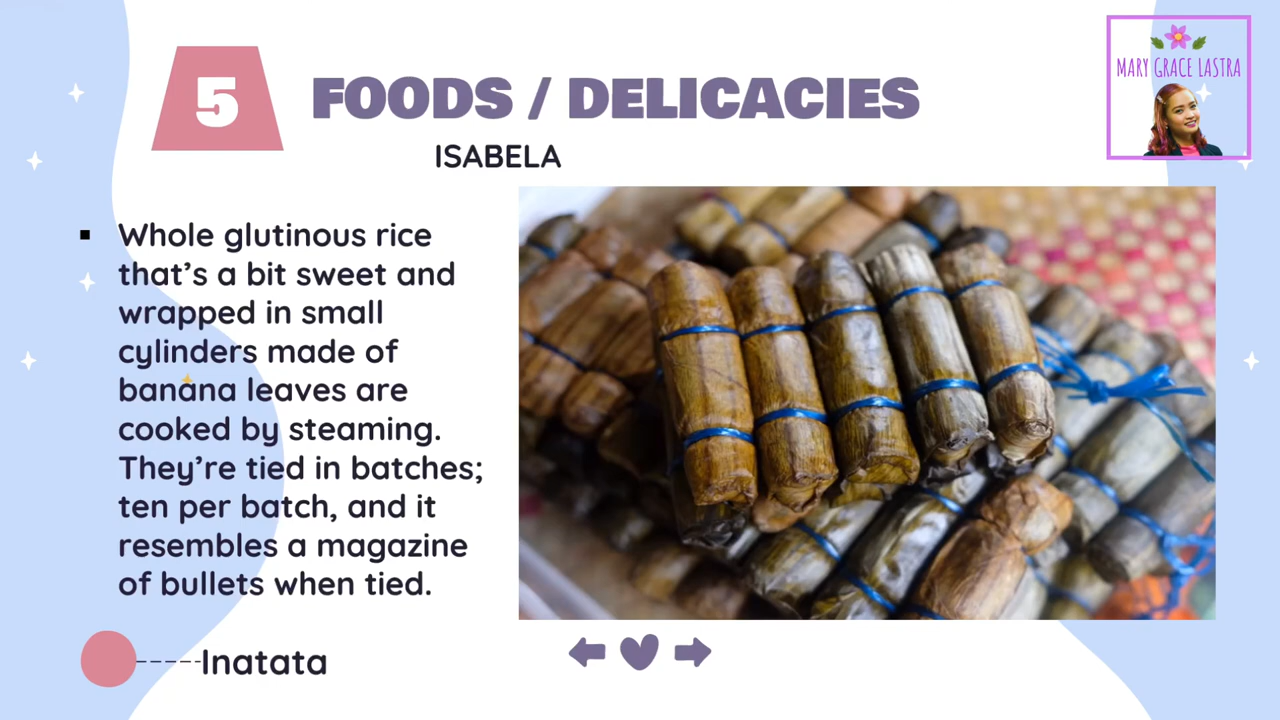 5
FOODS / DELICACIES
ISABELA
MARY GRACE LASTRA
Whole glutinous rice
that's a bit sweet and
wrapped in small
cylinders made of
banana leaves are
cooked by steaming.
They're tied in batches;
ten per batch, and it
resembles a magazine
of bullets when tied.
Inatata